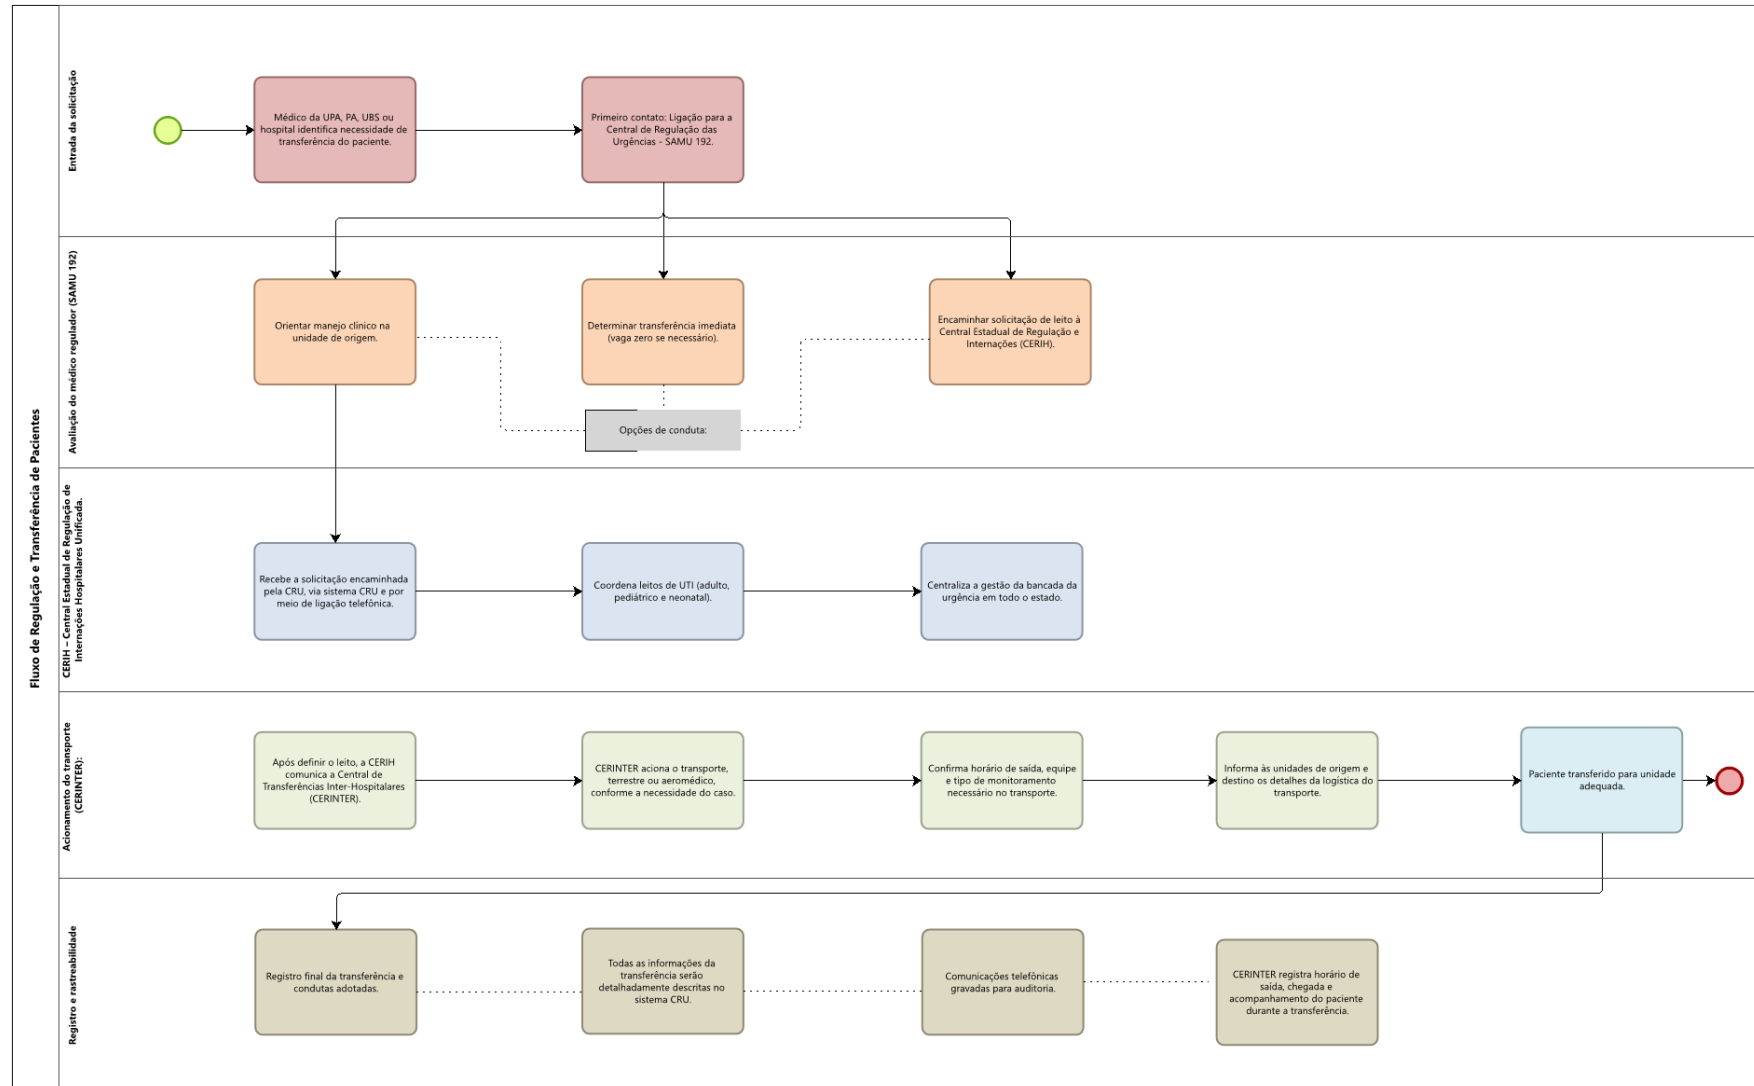 Fluxo de Regulação e Transferência de Pacientes
Entrada da solicitação
Médico da UPA, PA, UBS ou
hospital identifica necessidade de
transferência do paciente.
Primeiro contato: Ligação para a
Central de Regulação das
Urgências - SAMU 192.
Avaliação do médico regulador (SAMU 192)
Orientar manejo clínico na
unidade de origem.
Determinar transferência imediata
(vaga zero se necessário).
Encaminhar solicitação de leito à
Central Estadual de Regulação e
Internações (CERIH).
Opções de conduta:
CERIH – Central Estadual de Regulação de
Internações Hospitalares Unificada.
Recebe a solicitação encaminhada
pela CRU, via sistema CRU e por
meio de ligação telefônica.
Coordena leitos de UTI (adulto,
pediátrico e neonatal).
Centraliza a gestão da bancada da
urgência em todo o estado.
Acionamento do transporte
(CERINTER):
Após definir o leito, a CERIH
comunica a Central de
Transferências Inter-Hospitalares
(CERINTER).
CERINTER aciona o transporte,
terrestre ou aeromédico,
conforme a necessidade do caso.
Confirma horário de saída, equipe
e tipo de monitoramento
necessário no transporte.
Informa às unidades de origem e
destino os detalhes da logística do
transporte.
Paciente transferido para unidade
adequada.
Registro e rastreabilidade
Registro final da transferência e
condutas adotadas.
Todas as informações da
transferência serão
detalhadamente descritas no
sistema CRU.
Comunicações telefônicas
gravadas para auditoria.
CERINTER registra horário de
saída, chegada e
acompanhamento do paciente
durante a transferência.